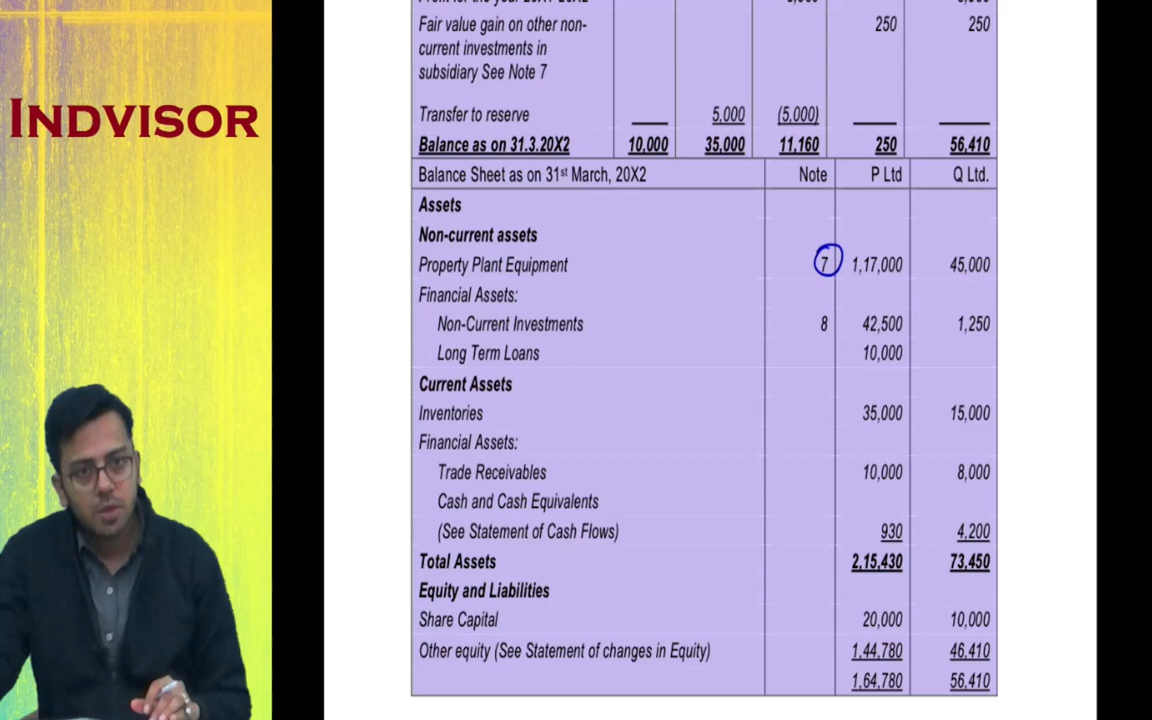 INDVISOR
Fair value gain on other non- 250 250
current investments in
subsidiary See Note 7
Transfer to reserve 5,000 (5,000)
Balance as on 31.3.20X2 10,000 35,000 11,160 250 56,410
Balance Sheet as on 31st March, 20X2 Note P Ltd Q Ltd.
Assets
Non-current assets
Property Plant Equipment 7 1,17,000 45,000
Financial Assets:
Non-Current Investments 8 42,500 1,250
Long Term Loans 10,000
Current Assets
Inventories 35,000 15,000
Financial Assets:
Trade Receivables 10,000 8,000
Cash and Cash Equivalents
(See Statement of Cash Flows) 930 4,200
Total Assets 2,15,430 73,450
Equity and Liabilities
Share Capital 20,000 10,000
Other equity (See Statement of changes in Equity) 1,44,780 46,410
1,64,780 56,410